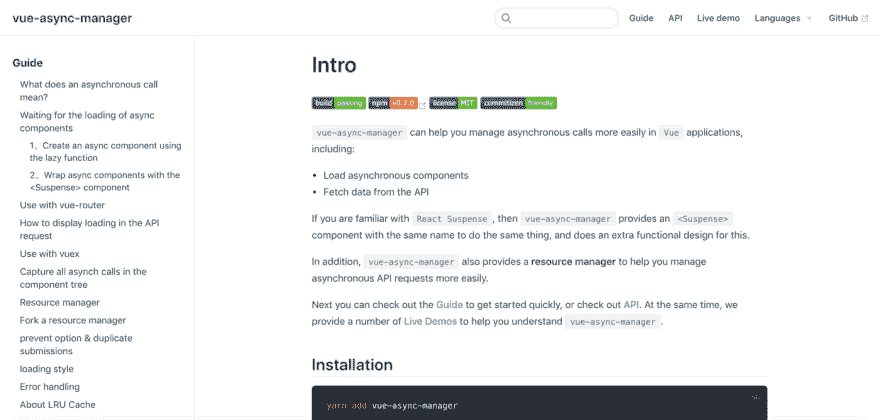 vue-async-manager
Guide
API
Live demo
Languages
GitHub
Guide
What does an asynchronous call
mean?
Waiting for the loading of async
components
1、Create an async component using
the lazy function
2、Wrap async components with the
<Suspense> component
Use with vue-router
How to display loading in the API
request
Use with vuex
Capture all asynch calls in the
component tree
Resource manager
Fork a resource manager
prevent option & duplicate
submissions
loading style
Error handling
About LRU Cache
Intro
build passing npm v0.2.0 license MIT commitizen friendly
vue-async-manager can help you manage asynchronous calls more easily in Vue applications,
including:
• Load asynchronous components
• Fetch data from the API
If you are familiar with React Suspense , then vue-async-manager provides an <Suspense>
component with the same name to do the same thing, and does an extra functional design for this.
In addition, vue-async-manager also provides a resource manager to help you manage
asynchronous API requests more easily.
Next you can check out the Guide to get started quickly, or check out API. At the same time, we
provide a number of Live Demos to help you understand vue-async-manager .
Installation
yarn add vue-async-manager